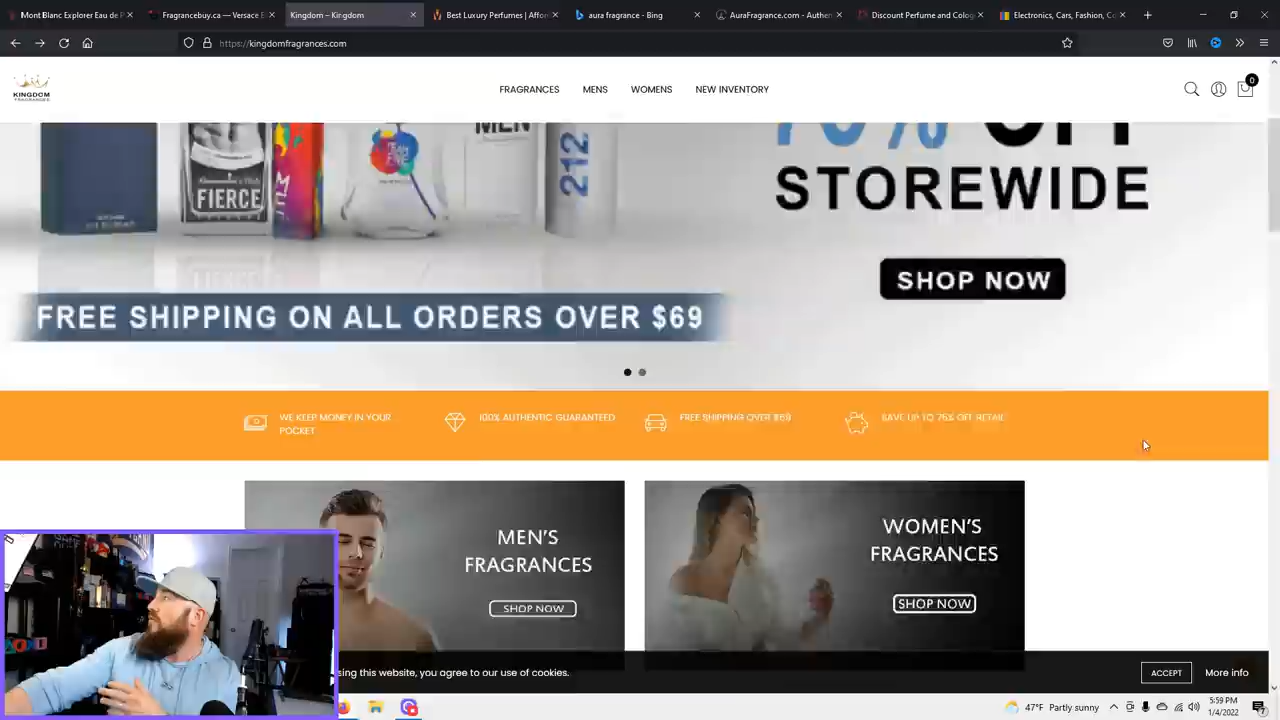 Mont Blanc Explorer Eau de P
Fragrancebuy.ca — Versace E
Kingdom – Kingdom
Best Luxury Perfumes | Affor
aura fragrance - Bing
AuraFragrance.com - Authen
Discount Perfume and Colog
Electronics, Cars, Fashion, Co
https://kingdomfragrances.com
KINGDOM
FRAGRANCES
FRAGRANCES
MENS
WOMENS
NEW INVENTORY
0
MEN
FIERCE
212
70% OFF
STOREWIDE
SHOP NOW
FREE SHIPPING ON ALL ORDERS OVER $69
WE KEEP MONEY IN YOUR
POCKET
100% AUTHENTIC GUARANTEED
FREE SHIPPING OVER $69
SAVE UP TO 75% OFF RETAIL
MEN'S
FRAGRANCES
SHOP NOW
WOMEN'S
FRAGRANCES
SHOP NOW
sing this website, you agree to our use of cookies.
ACCEPT
More info
47°F Partly sunny
5:59 PM
1/4/2022